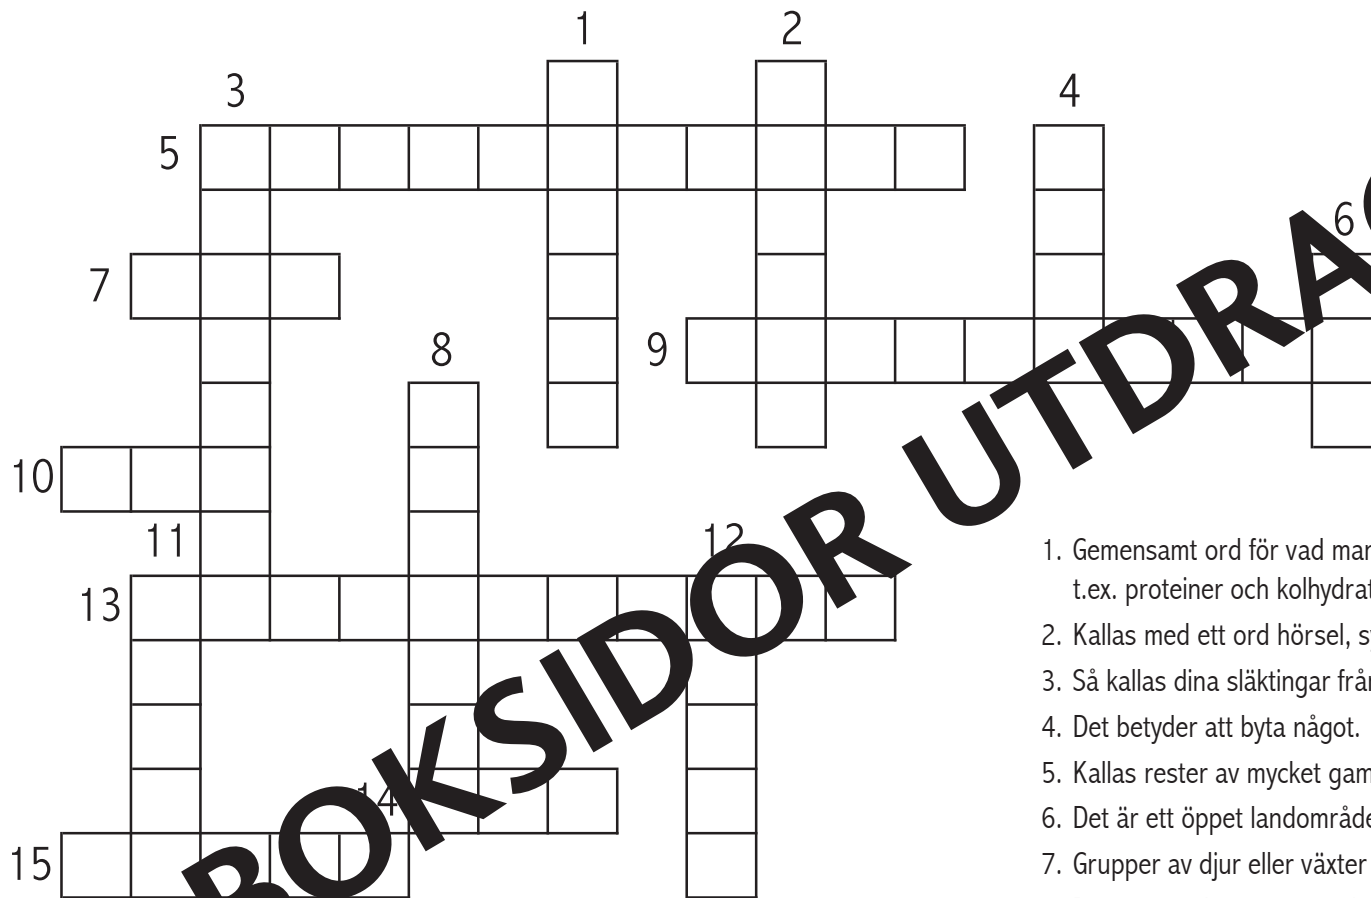 1 2
3 4
5
6
7
8 9
10
11 12
13
14
15
BOKSIDOR UTDRAG
1. Gemensamt ord för vad
t.ex. proteiner och
2. Kallas med ett ord hörsel,
3. Så kallas dina släktingar från
4. Det betyder att byta något.
5. Kallas rester av mycket
6. Det är ett öppet landområde
7. Grupper av djur eller växter